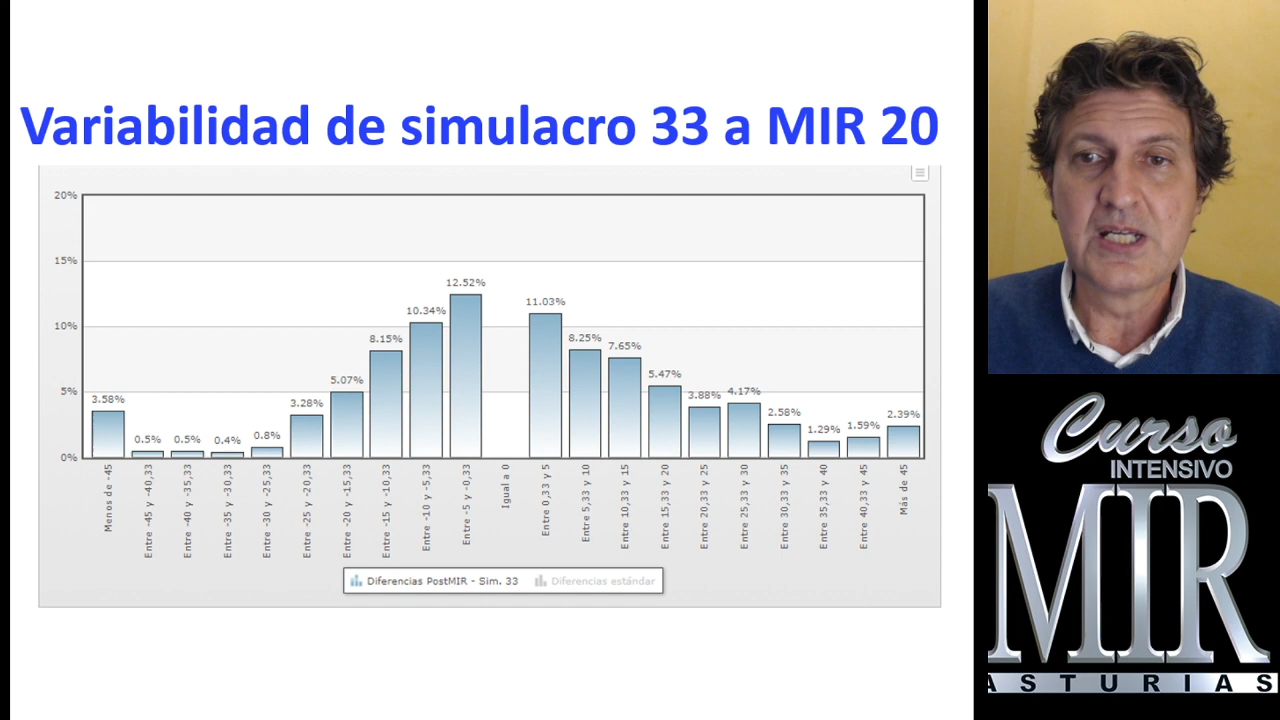 Variabilidad de simulacro 33 a MIR 20
20%
15%
10%
5%
0%
3.58%
0.5%
0.5%
0.4%
0.8%
3.28%
5.07%
8.15%
10.34%
12.52%
11.03%
8.25%
7.65%
5.47%
3.88%
4.17%
2.58%
1.29%
1.59%
2.39%
Menos de -45
Entre -45 y -40,33
Entre -40 y -35,33
Entre -35 y -30,33
Entre -30 y -25,33
Entre -25 y -20,33
Entre -20 y -15,33
Entre -15 y -10,33
Entre -10 y -5,33
Entre -5 y -0,33
Igual a 0
Entre 0,33 y 5
Entre 5,33 y 10
Entre 10,33 y 15
Entre 15,33 y 20
Entre 20,33 y 25
Entre 25,33 y 30
Entre 30,33 y 35
Entre 35,33 y 40
Entre 40,33 y 45
Más de 45
Diferencias PostMIR - Sim. 33
Diferencias estándar
Curso
INTENSIVO
MIR
ASTURIAS